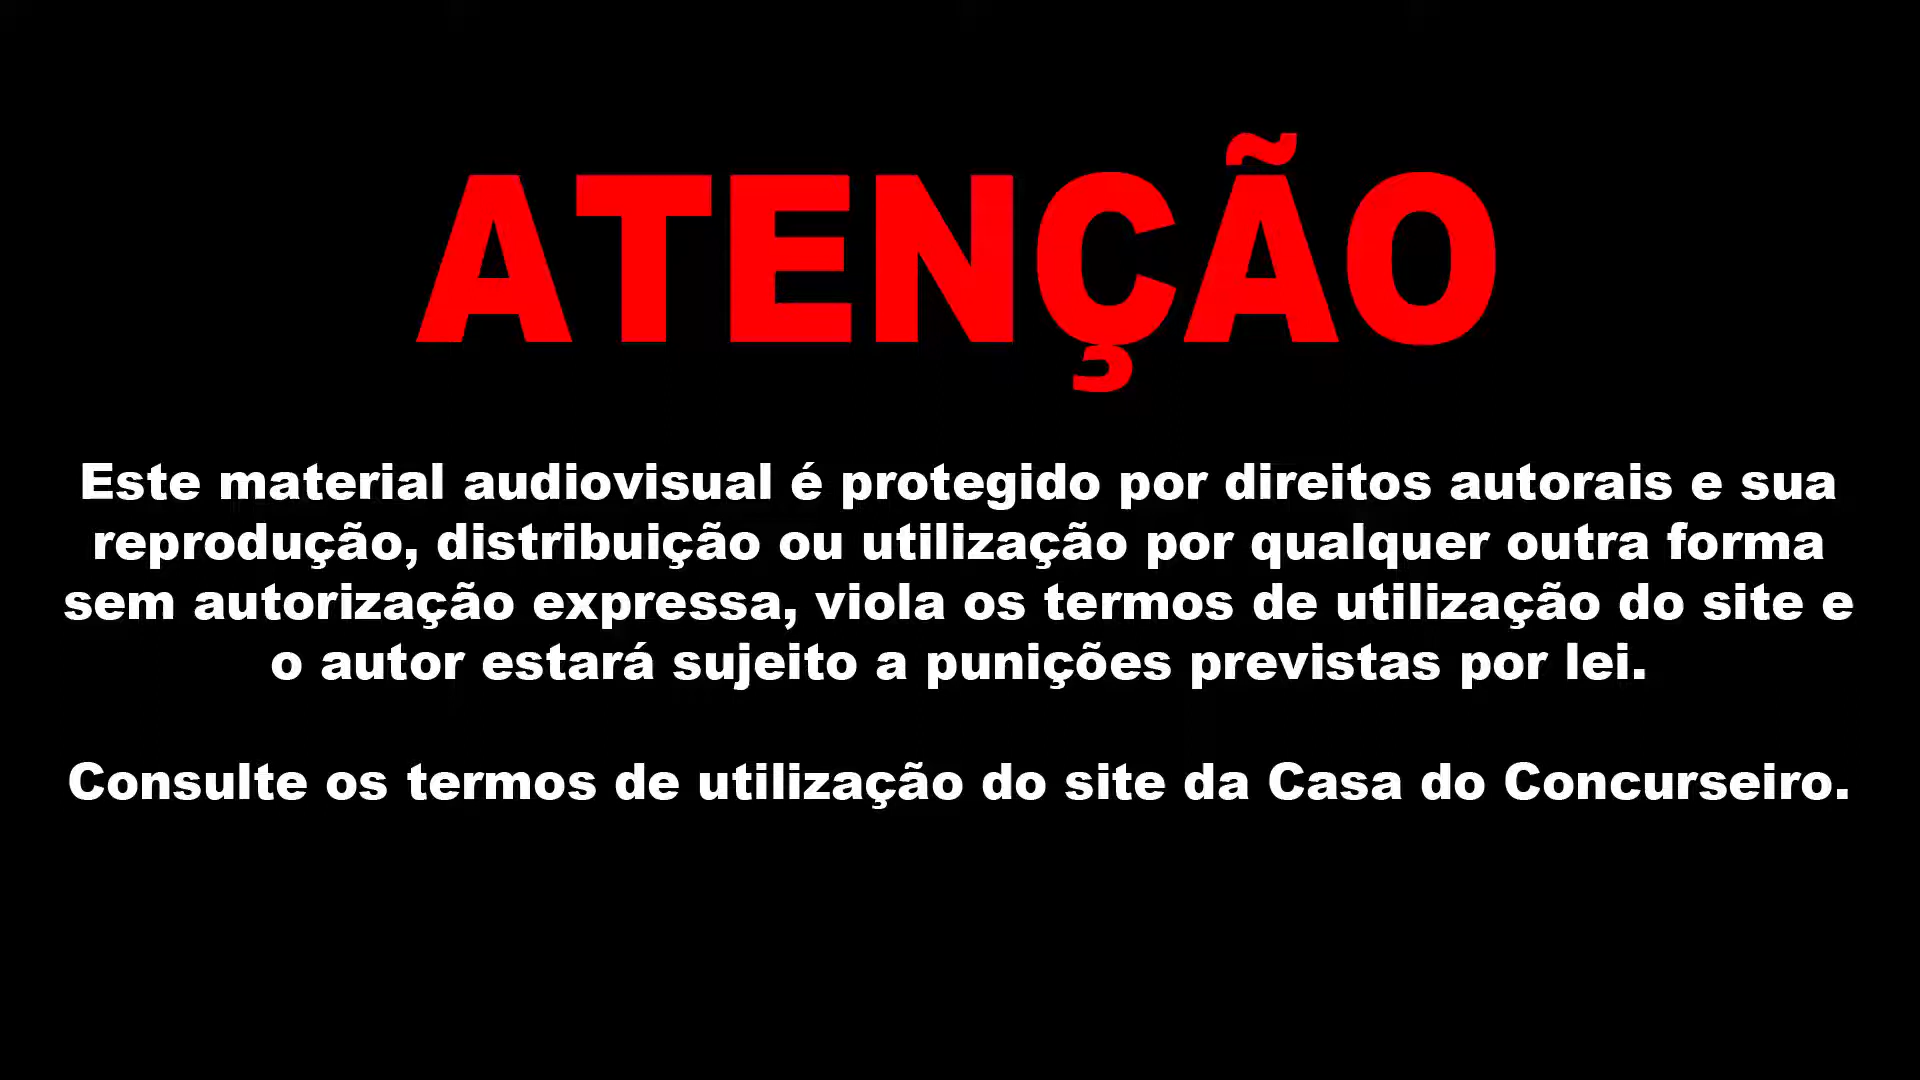 ATENÇÃO
Este material audiovisual é protegido por direitos autorais e sua
reprodução, distribuição ou utilização por qualquer outra forma
sem autorização expressa, viola os termos de utilização do site e
o autor estará sujeito a punições previstas por lei.
Consulte os termos de utilização do site da Casa do Concurseiro.